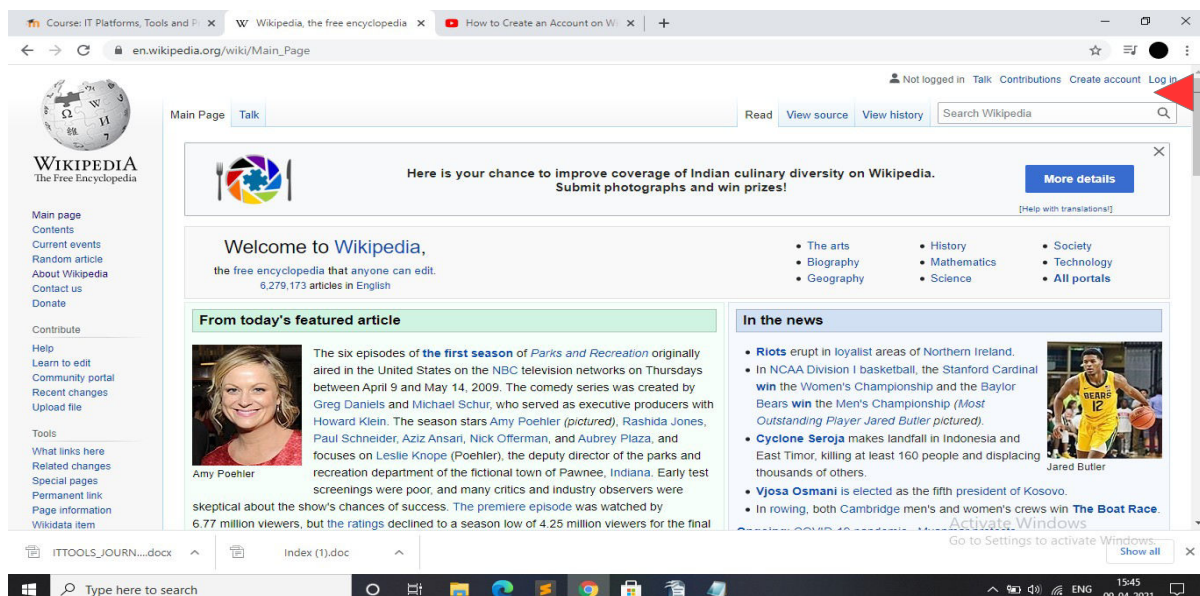 Course: IT Platforms, Tools and P
Wikipedia, the free encyclopedia
How to Create an Account on W
en.wikipedia.org/wiki/Main_Page
Not logged in Talk Contributions Create account Log in
Main Page Talk Read View source View history Search Wikipedia
WIKIPEDIA
The Free Encyclopedia
Main page
Contents
Current events
Random article
About Wikipedia
Contact us
Donate
Contribute
Help
Learn to edit
Community portal
Recent changes
Upload file
Tools
What links here
Related changes
Special pages
Permanent link
Page information
Wikidata item
Here is your chance to improve coverage of Indian culinary diversity on Wikipedia.
Submit photographs and win prizes!
More details
[Help with translations!]
Welcome to Wikipedia,
the free encyclopedia that anyone can edit.
6,279,173 articles in English
The arts
Biography
Geography
History
Mathematics
Science
Society
Technology
All portals
From today's featured article
The six episodes of the first season of Parks and Recreation originally
aired in the United States on the NBC television networks on Thursdays
between April 9 and May 14, 2009. The comedy series was created by
Greg Daniels and Michael Schur, who served as executive producers with
Howard Klein. The season stars Amy Poehler (pictured), Rashida Jones,
Paul Schneider, Aziz Ansari, Nick Offerman, and Aubrey Plaza, and
focuses on Leslie Knope (Poehler), the deputy director of the parks and
recreation department of the fictional town of Pawnee, Indiana. Early test
screenings were poor, and many critics and industry observers were
skeptical about the show's chances of success. The premiere episode was watched by
6.77 million viewers, but the ratings declined to a season low of 4.25 million viewers for the final
Amy Poehler
In the news
Riots erupt in loyalist areas of Northern Ireland.
In NCAA Division I basketball, the Stanford Cardinal
win the Women's Championship and the Baylor
Bears win the Men's Championship (Most
Outstanding Player Jared Butler pictured).
Cyclone Seroja makes landfall in Indonesia and
East Timor, killing at least 160 people and displacing
thousands of others.
Vjosa Osmani is elected as the fifth president of Kosovo.
In rowing, both Cambridge men's and women's crews win The Boat Race.
BEARS
12
Jared Butler
Activate Windows
Go to Settings to activate Windows.
ITTOOLS_JOURN....docx
Index (1).doc
Show all
Type here to search
ENG
15:45
09-04-2021